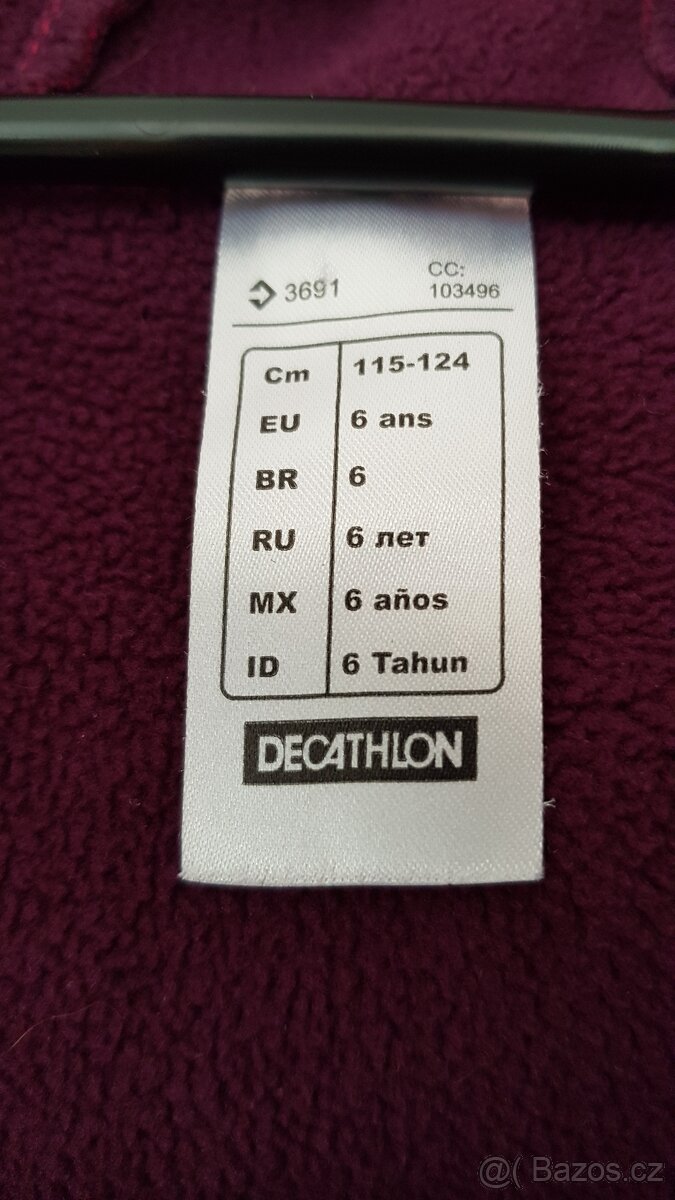 3691
CC:
103496
Cm 115-124
EU 6 ans
BR 6
RU 6 лет
MX 6 años
ID 6 Tahun
DECATHLON
@( Bazos.cz